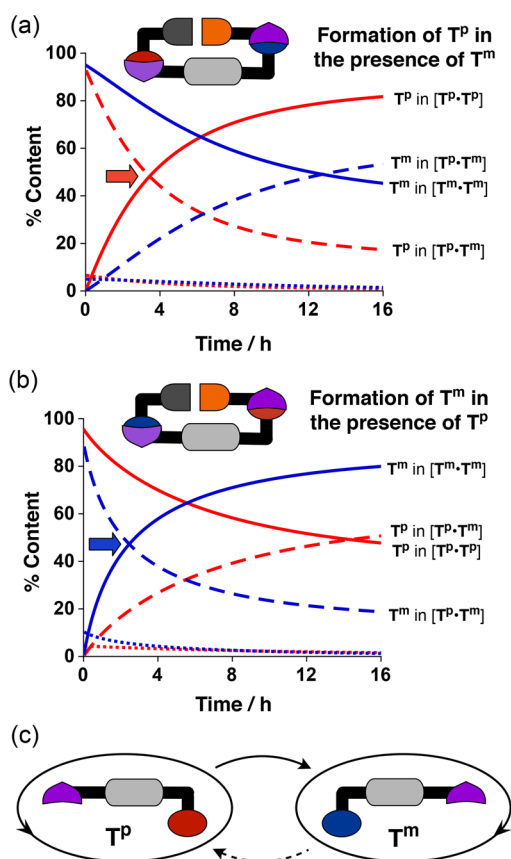 (a)
Formation of Tᵖ in
the presence of Tᵐ
100
80
60
40
20
0
% Content
Tᵖ in [Tᵖ•Tᵖ]
Tᵐ in [Tᵖ•Tᵐ]
Tᵐ in [Tᵐ•Tᵐ]
Tᵖ in [Tᵖ•Tᵐ]
0 4 8 12 16
Time / h
(b)
Formation of Tᵐ in
the presence of Tᵖ
100
80
60
40
20
0
% Content
Tᵐ in [Tᵐ•Tᵐ]
Tᵖ in [Tᵖ•Tᵐ]
Tᵖ in [Tᵖ•Tᵖ]
Tᵐ in [Tᵖ•Tᵐ]
0 4 8 12 16
Time / h
(c)
Tᵖ
Tᵐ